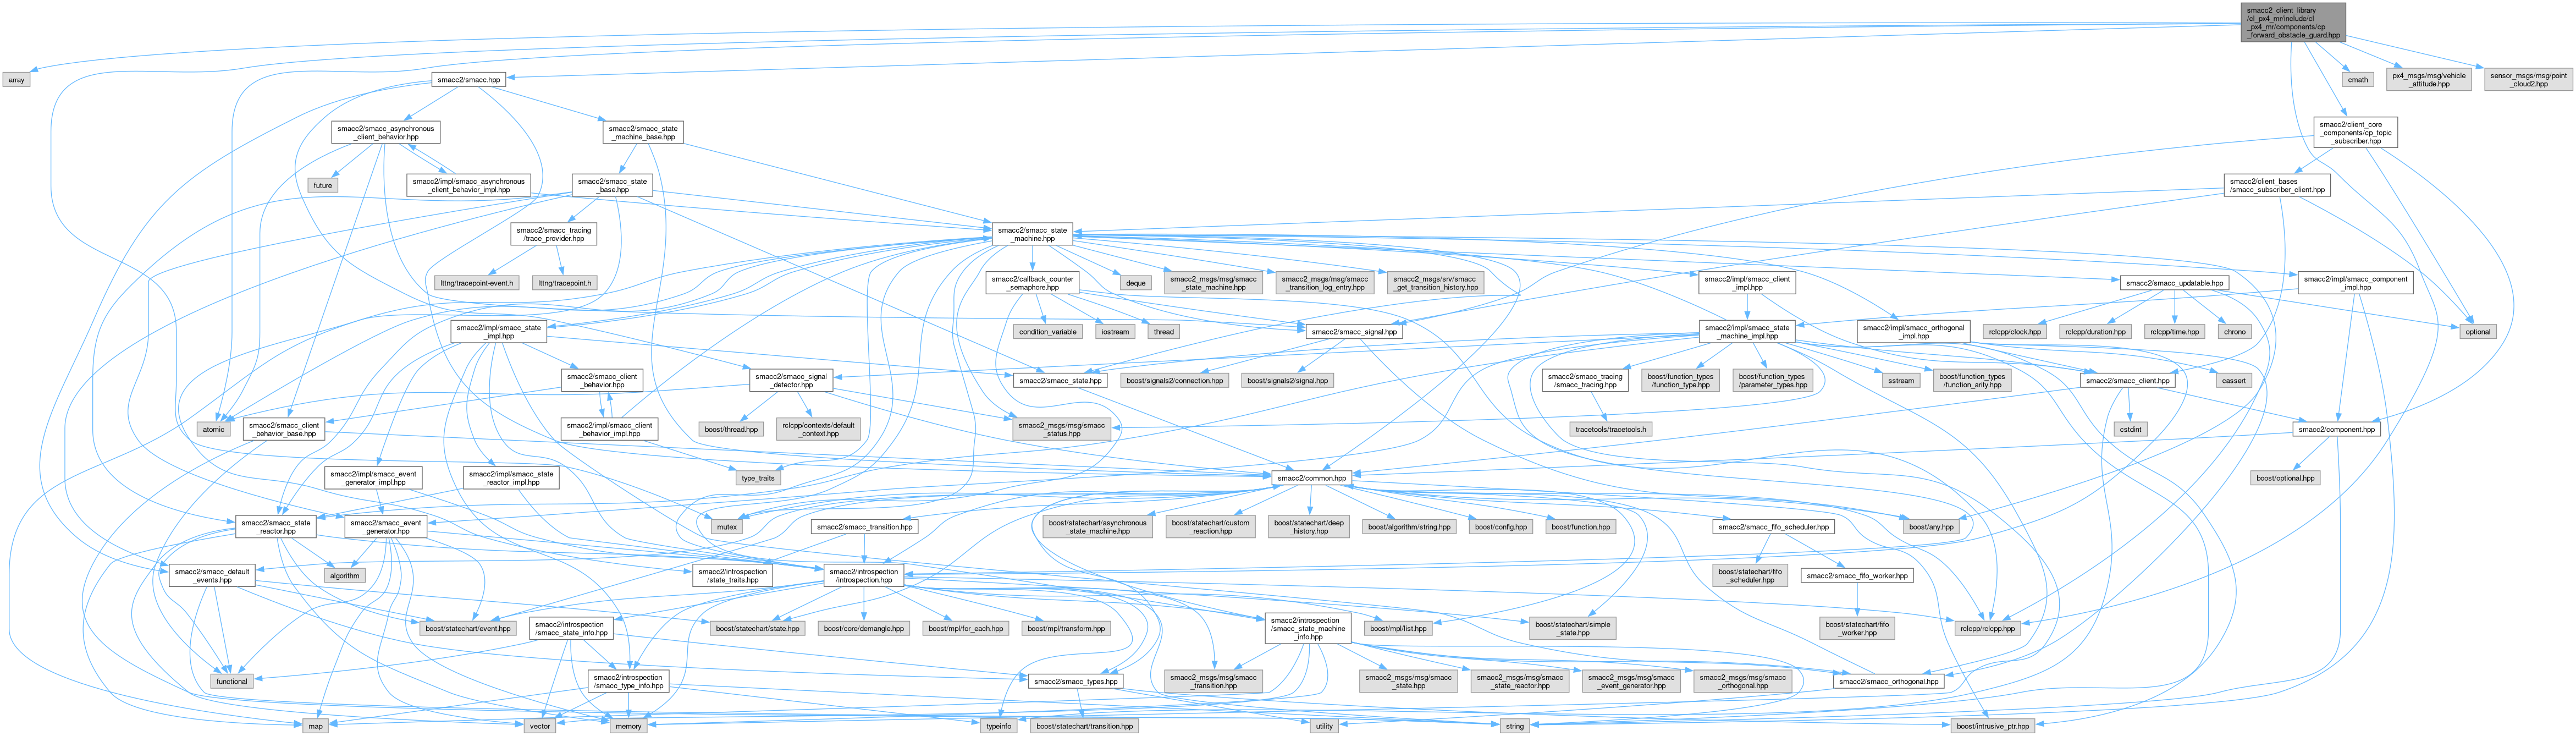 smacc2_client_library
/cl_px4_mr/include/cl
_px4_mr/components/cp
_forward_obstacle_guard.hpp
array
smacc2/smacc.hpp
cmath
px4_msgs/msg/vehicle
_attitude.hpp
sensor_msgs/msg/point
_cloud2.hpp
smacc2/smacc_asynchronous
_client_behavior.hpp
smacc2/smacc_state
_machine_base.hpp
smacc2/client_core
_components/cp_topic
_subscriber.hpp
future
smacc2/impl/smacc_asynchronous
_client_behavior_impl.hpp
smacc2/smacc_state
_base.hpp
smacc2/client_bases
/smacc_subscriber_client.hpp
smacc2/smacc_tracing
/trace_provider.hpp
smacc2/smacc_state
_machine.hpp
lttng/tracepoint-event.h
lttng/tracepoint.h
smacc2/callback_counter
_semaphore.hpp
deque
smacc2_msgs/msg/smacc
_state_machine.hpp
smacc2_msgs/msg/smacc
_transition_log_entry.hpp
smacc2_msgs/srv/smacc
_get_transition_history.hpp
smacc2/impl/smacc_client
_impl.hpp
smacc2/smacc_updatable.hpp
smacc2/impl/smacc_component
_impl.hpp
smacc2/impl/smacc_state
_impl.hpp
condition_variable
iostream
thread
smacc2/smacc_signal.hpp
smacc2/impl/smacc_state
_machine_impl.hpp
smacc2/impl/smacc_orthogonal
_impl.hpp
rclcpp/clock.hpp
rclcpp/duration.hpp
rclcpp/time.hpp
chrono
optional
smacc2/smacc_client
_behavior.hpp
smacc2/smacc_signal
_detector.hpp
smacc2/smacc_state.hpp
boost/signals2/connection.hpp
boost/signals2/signal.hpp
smacc2/smacc_tracing
/smacc_tracing.hpp
boost/function_types
/function_type.hpp
boost/function_types
/parameter_types.hpp
sstream
boost/function_types
/function_arity.hpp
smacc2/smacc_client.hpp
cassert
atomic
smacc2/smacc_client
_behavior_base.hpp
smacc2/impl/smacc_client
_behavior_impl.hpp
boost/thread.hpp
rclcpp/contexts/default
_context.hpp
smacc2_msgs/msg/smacc
_status.hpp
tracetools/tracetools.h
cstdint
smacc2/component.hpp
smacc2/impl/smacc_event
_generator_impl.hpp
smacc2/impl/smacc_state
_reactor_impl.hpp
type_traits
smacc2/common.hpp
boost/optional.hpp
smacc2/smacc_state
_reactor.hpp
smacc2/smacc_event
_generator.hpp
mutex
smacc2/smacc_transition.hpp
boost/statechart/asynchronous
_state_machine.hpp
boost/statechart/custom
_reaction.hpp
boost/statechart/deep
_history.hpp
boost/algorithm/string.hpp
boost/config.hpp
boost/function.hpp
smacc2/smacc_fifo_scheduler.hpp
boost/any.hpp
smacc2/smacc_default
_events.hpp
algorithm
smacc2/introspection
/state_traits.hpp
smacc2/introspection
/introspection.hpp
boost/statechart/fifo
_scheduler.hpp
smacc2/smacc_fifo_worker.hpp
boost/statechart/event.hpp
smacc2/introspection
/smacc_state_info.hpp
boost/statechart/state.hpp
boost/core/demangle.hpp
boost/mpl/for_each.hpp
boost/mpl/transform.hpp
smacc2/introspection
/smacc_state_machine
_info.hpp
boost/mpl/list.hpp
boost/statechart/simple
_state.hpp
boost/statechart/fifo
_worker.hpp
rclcpp/rclcpp.hpp
functional
smacc2/introspection
/smacc_type_info.hpp
smacc2/smacc_types.hpp
smacc2_msgs/msg/smacc
_transition.hpp
smacc2_msgs/msg/smacc
_state.hpp
smacc2_msgs/msg/smacc
_state_reactor.hpp
smacc2_msgs/msg/smacc
_event_generator.hpp
smacc2_msgs/msg/smacc
_orthogonal.hpp
smacc2/smacc_orthogonal.hpp
map
vector
memory
typeinfo
boost/statechart/transition.hpp
utility
string
boost/intrusive_ptr.hpp